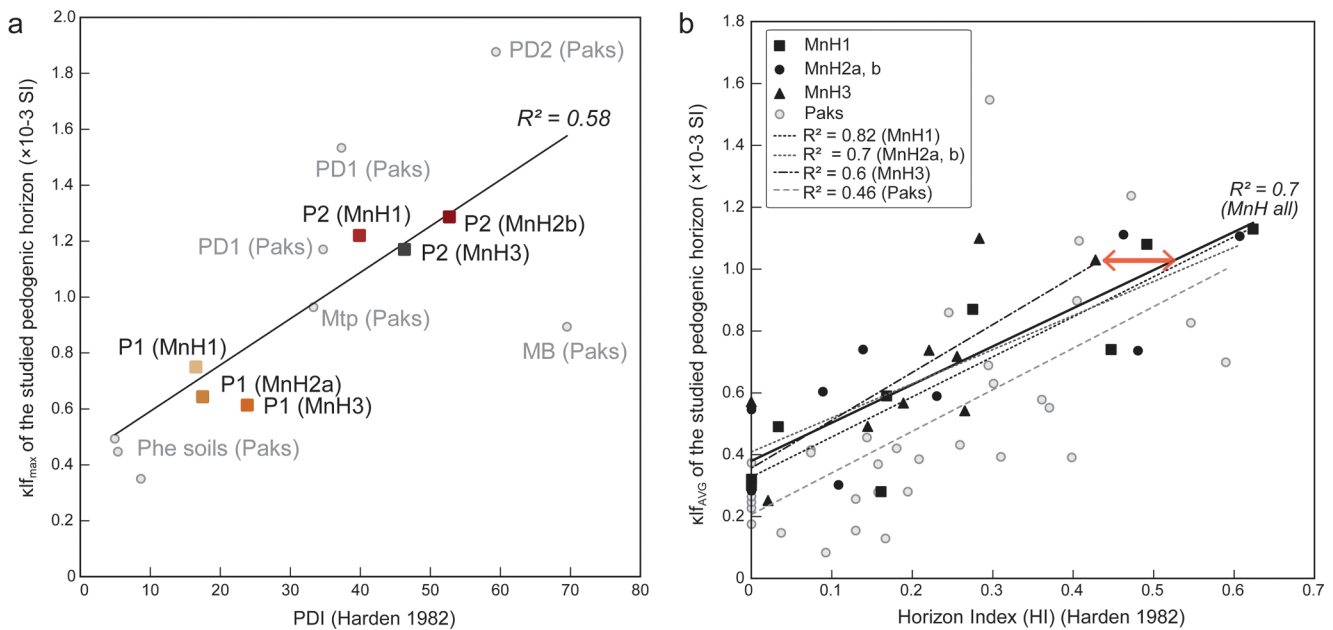 a
κlfmax of the studied pedogenic horizon (×10-3 SI)
2.0
1.8
1.6
1.4
1.2
1.0
0.8
0.6
0.4
0.2
0
PD2 (Paks)
R² = 0.58
PD1 (Paks)
P2 (MnH1)
P2 (MnH2b)
PD1 (Paks)
P2 (MnH3)
Mtp (Paks)
MB (Paks)
P1 (MnH1)
P1 (MnH2a)
P1 (MnH3)
Phe soils (Paks)
0 10 20 30 40 50 60 70 80
PDI (Harden 1982)
b
κlfAVG of the studied pedogenic horizon (×10-3 SI)
1.8
1.6
1.4
1.2
1.0
0.8
0.6
0.4
0.2
0
MnH1
MnH2a, b
MnH3
Paks
R² = 0.82 (MnH1)
R² = 0.7 (MnH2a, b)
R² = 0.6 (MnH3)
R² = 0.46 (Paks)
R² = 0.7
(MnH all)
0 0.1 0.2 0.3 0.4 0.5 0.6 0.7
Horizon Index (HI) (Harden 1982)